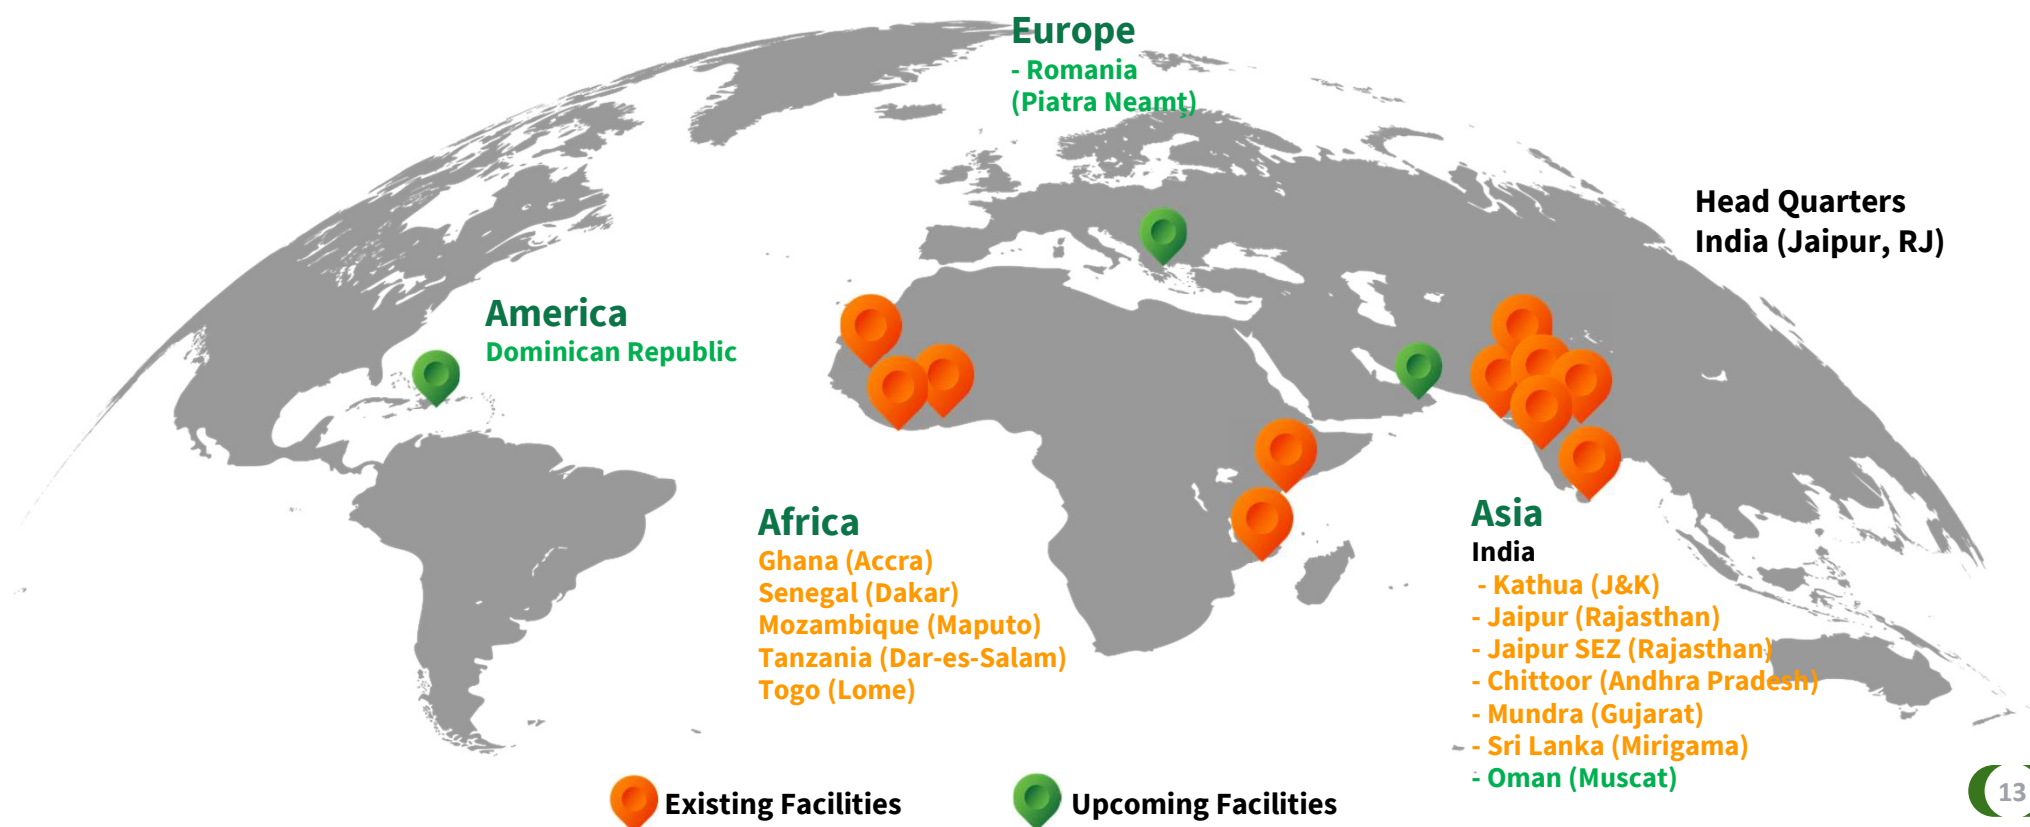 Europe
- Romania
(Piatra Neamţ)
Head Quarters
India (Jaipur, RJ)
America
Dominican Republic
Africa
Ghana (Accra)
Senegal (Dakar)
Mozambique (Maputo)
Tanzania (Dar-es-Salam)
Togo (Lome)
Asia
India
- Kathua (J&K)
- Jaipur (Rajasthan)
- Jaipur SEZ (Rajasthan)
- Chittoor (Andhra Pradesh)
- Mundra (Gujarat)
- Sri Lanka (Mirigama)
- Oman (Muscat)
Existing Facilities
Upcoming Facilities
13